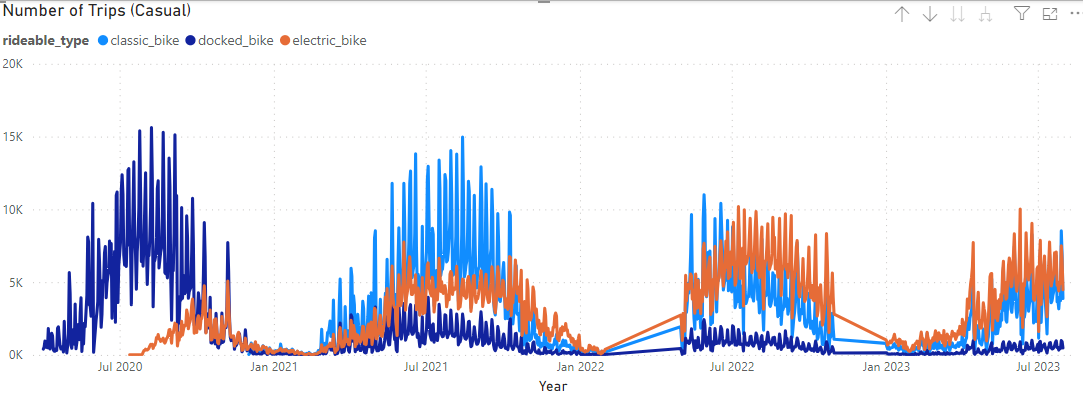 Number of Trips (Casual)
rideable_type classic_bike docked_bike electric_bike
20K
15K
10K
5K
0K
Jul 2020 Jan 2021 Jul 2021 Jan 2022 Jul 2022 Jan 2023 Jul 2023
Year